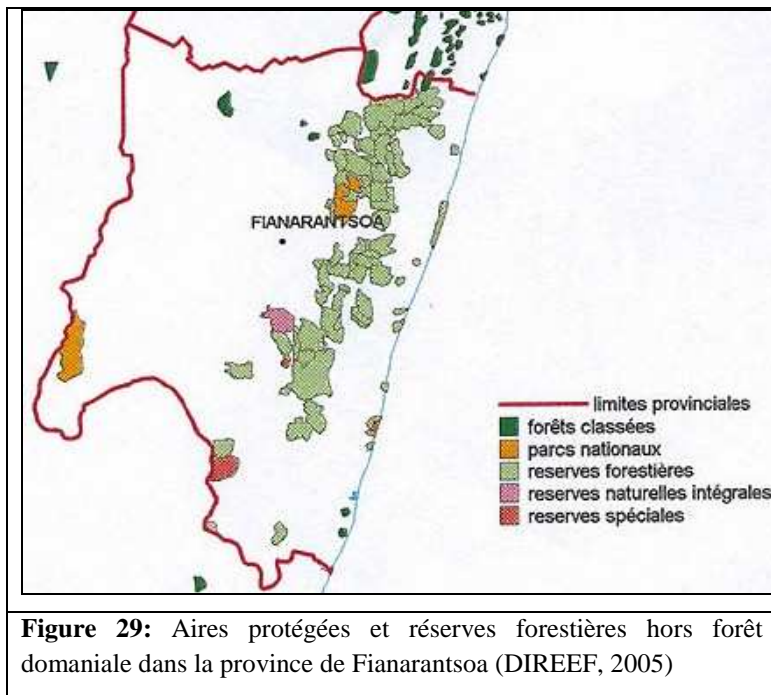 FIANARANTSOA
limites provinciales
forêts classées
parcs nationaux
reserves forestières
reserves naturelles intégrales
reserves spéciales
Figure 29: Aires protégées et réserves forestières hors forêt
domaniale dans la province de Fianarantsoa (DIREEF, 2005)